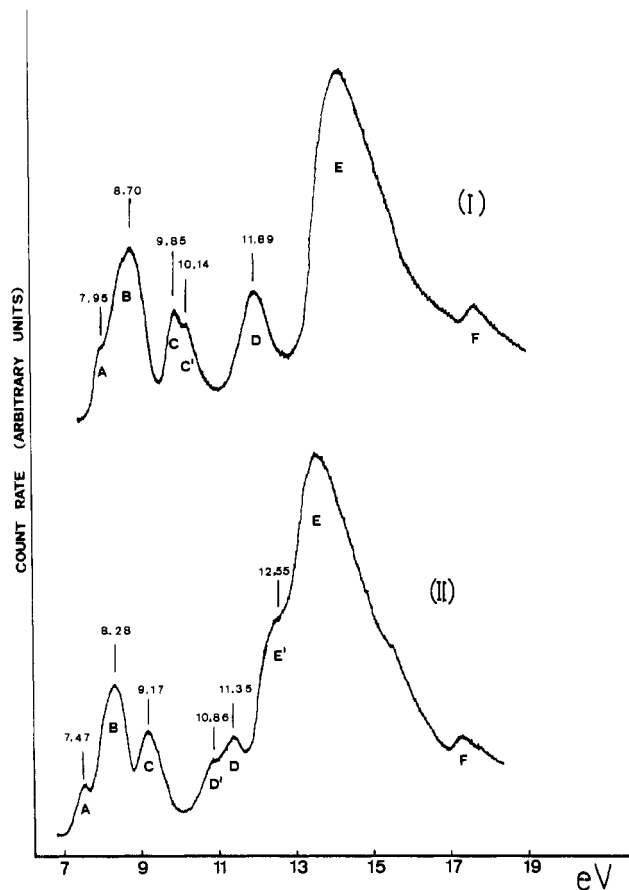 8.70
9.85
10.14
11.89
7.95
A
B
C
C'
D
E
F
(I)
COUNT RATE (ARBITRARY UNITS)
12.55
8.28
9.17
11.35
10.86
7.47
A
B
C
D'
D
E'
E
F
(II)
7 9 11 13 15 17 19
eV